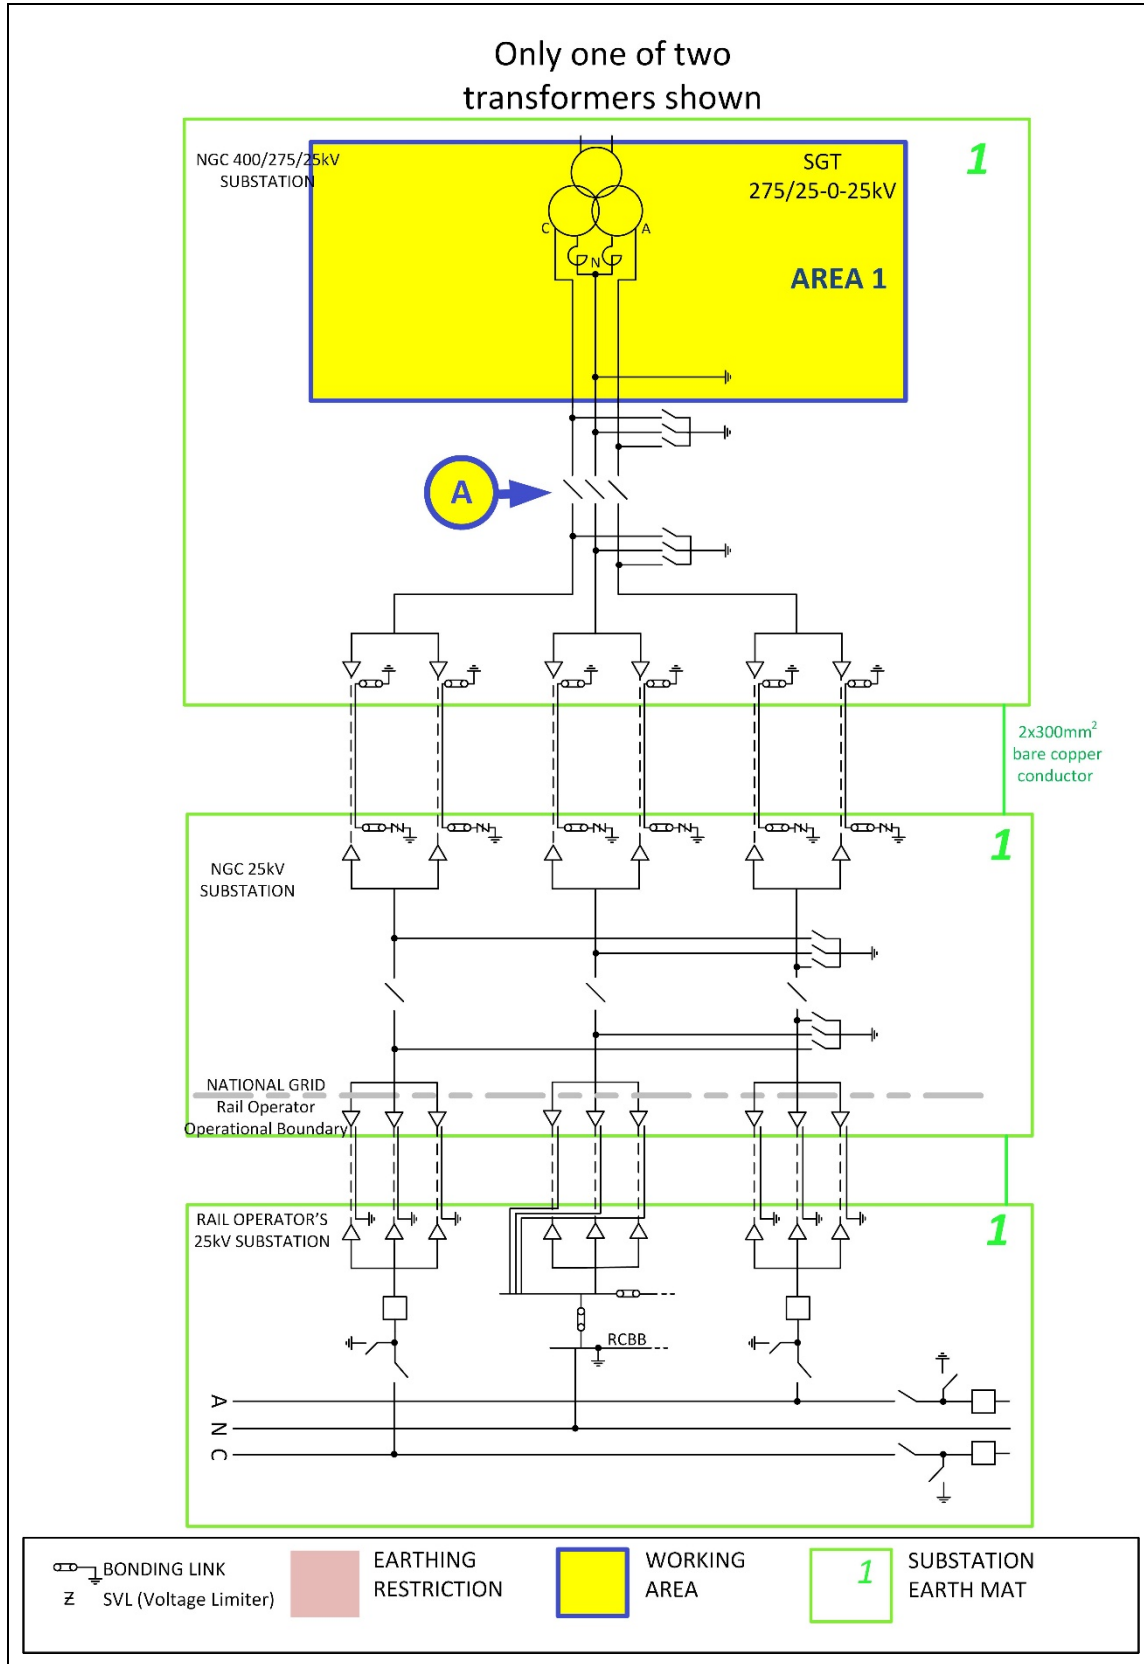 Only one of two
transformers shown
NGC 400/275/25kV
SUBSTATION
SGT
275/25-0-25kV
1
C
A
N
AREA 1
A
2x300mm²
bare copper
conductor
1
NGC 25kV
SUBSTATION
NATIONAL GRID
Rail Operator
Operational Boundary
RAIL OPERATOR'S
25kV SUBSTATION
1
RCBB
A
N
C
BONDING LINK
SVL (Voltage Limiter)
EARTHING
RESTRICTION
WORKING
AREA
1
SUBSTATION
EARTH MAT